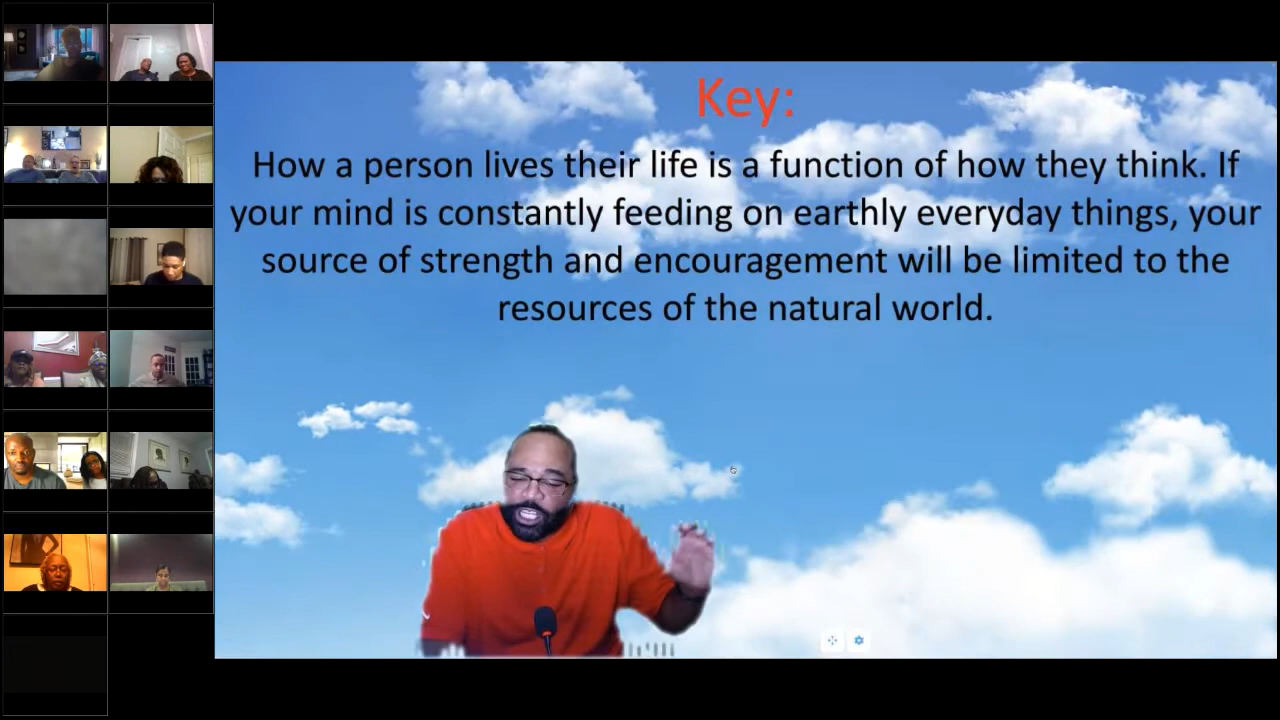 Key:
How a person lives their life is a function of how they think. If
your mind is constantly feeding on earthly everyday things, your
source of strength and encouragement will be limited to the
resources of the natural world.